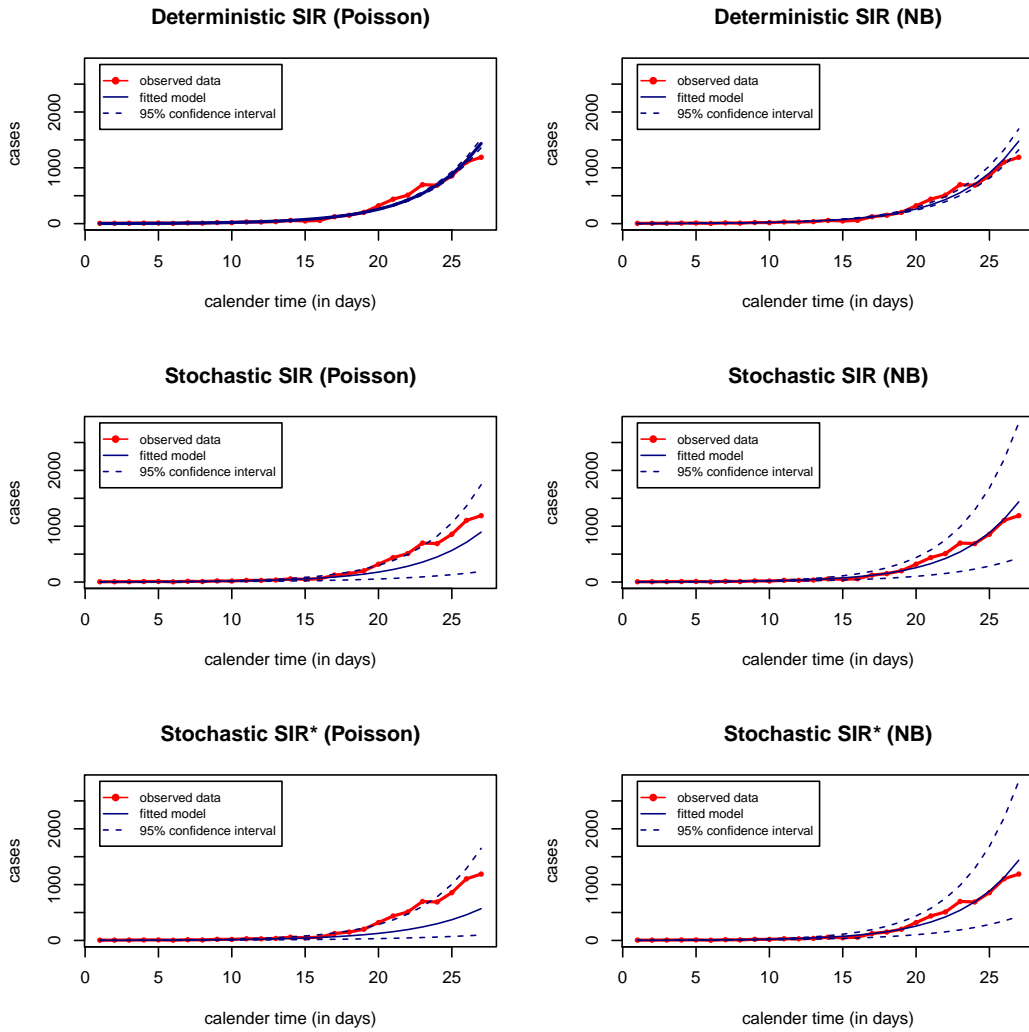 Deterministic SIR (Poisson)
observed data
fitted model
95% confidence interval
cases
0 1000 2000
0 5 10 15 20 25
calender time (in days)
Deterministic SIR (NB)
observed data
fitted model
95% confidence interval
cases
0 1000 2000
0 5 10 15 20 25
calender time (in days)
Stochastic SIR (Poisson)
observed data
fitted model
95% confidence interval
cases
0 1000 2000
0 5 10 15 20 25
calender time (in days)
Stochastic SIR (NB)
observed data
fitted model
95% confidence interval
cases
0 1000 2000
0 5 10 15 20 25
calender time (in days)
Stochastic SIR* (Poisson)
observed data
fitted model
95% confidence interval
cases
0 1000 2000
0 5 10 15 20 25
calender time (in days)
Stochastic SIR* (NB)
observed data
fitted model
95% confidence interval
cases
0 1000 2000
0 5 10 15 20 25
calender time (in days)